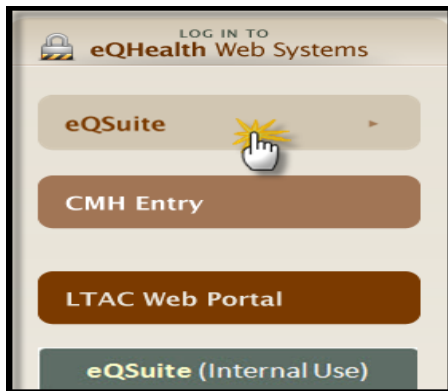 LOG IN TO
eQHealth Web Systems
eQSuite
CMH Entry
LTAC Web Portal
eQSuite (Internal Use)